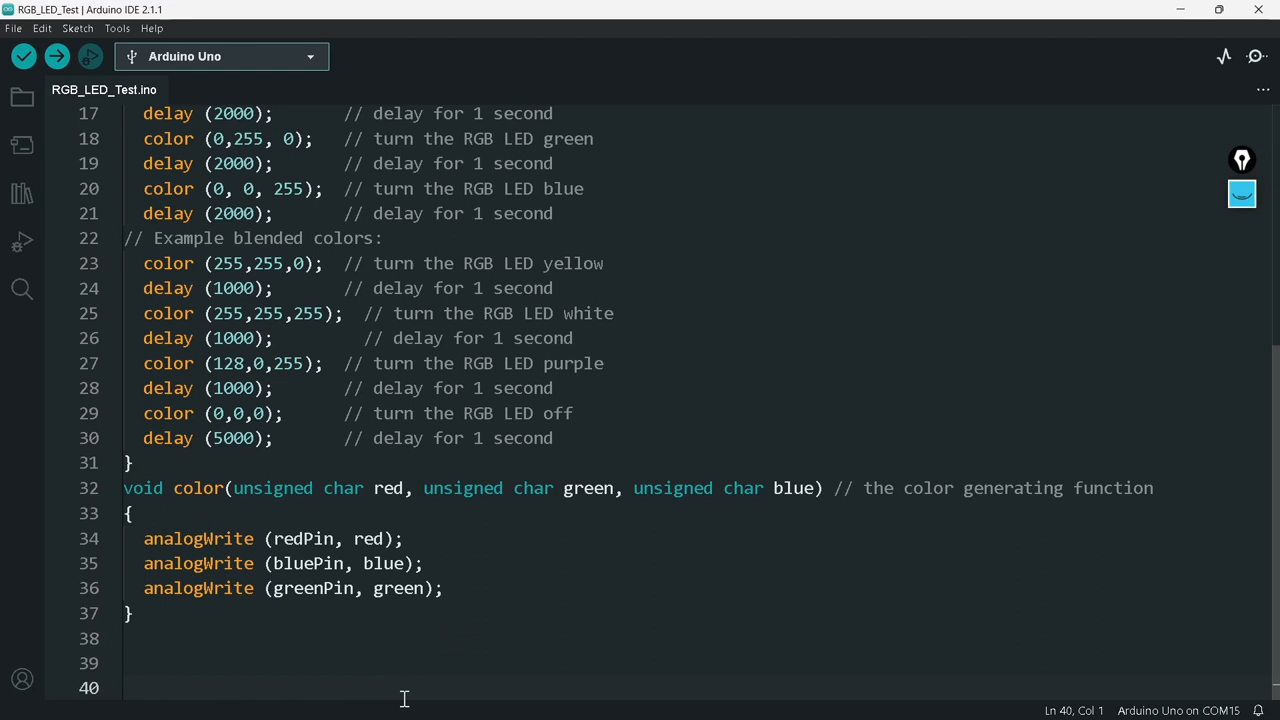 RGB_LED_Test | Arduino IDE 2.1.1
File Edit Sketch Tools Help
Arduino Uno
RGB_LED_Test.ino
17 delay (2000); // delay for 1 second
18 color (0,255, 0); // turn the RGB LED green
19 delay (2000); // delay for 1 second
20 color (0, 0, 255); // turn the RGB LED blue
21 delay (2000); // delay for 1 second
22 // Example blended colors:
23 color (255,255,0); // turn the RGB LED yellow
24 delay (1000); // delay for 1 second
25 color (255,255,255); // turn the RGB LED white
26 delay (1000); // delay for 1 second
27 color (128,0,255); // turn the RGB LED purple
28 delay (1000); // delay for 1 second
29 color (0,0,0); // turn the RGB LED off
30 delay (5000); // delay for 1 second
31 }
32 void color(unsigned char red, unsigned char green, unsigned char blue) // the color generating function
33 {
34 analogWrite (redPin, red);
35 analogWrite (bluePin, blue);
36 analogWrite (greenPin, green);
37 }
38
39
40
Ln 40, Col 1 Arduino Uno on COM15